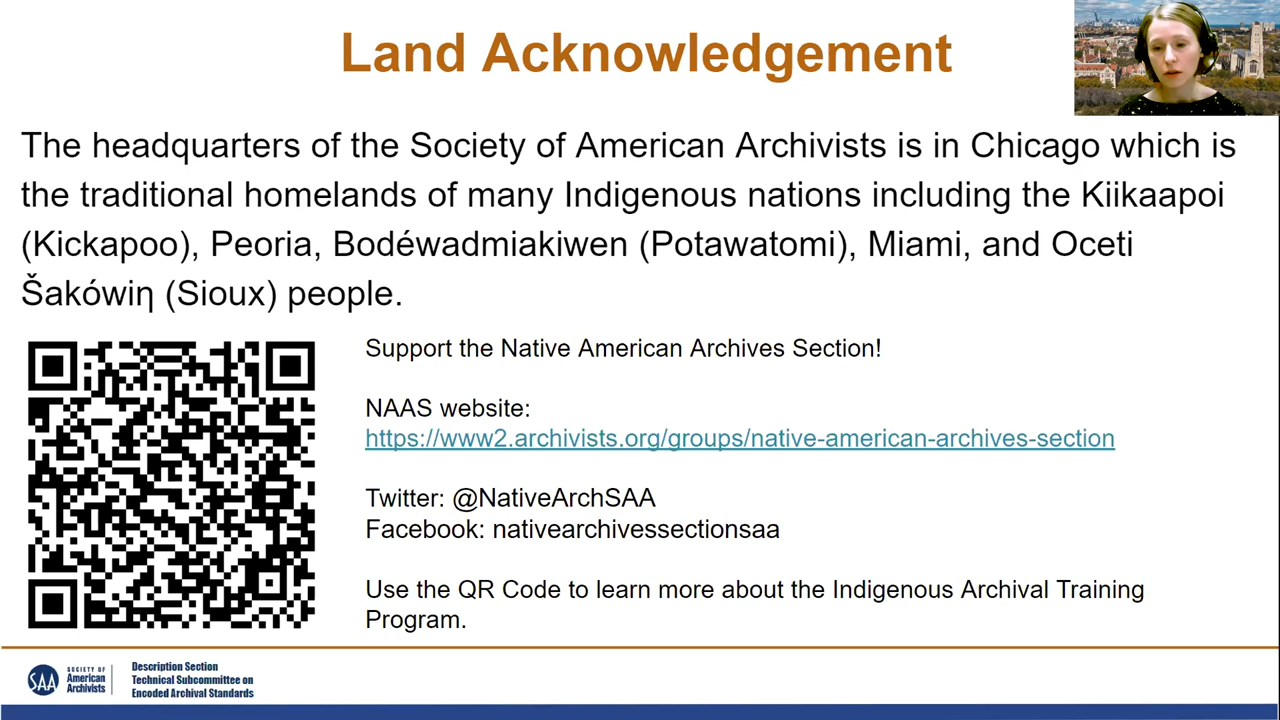 Land Acknowledgement
The headquarters of the Society of American Archivists is in Chicago which is
the traditional homelands of many Indigenous nations including the Kiikaapoi
(Kickapoo), Peoria, Bodéwadmiakiwen (Potawatomi), Miami, and Oceti
Šakówiη (Sioux) people.
Support the Native American Archives Section!
NAAS website:
https://www2.archivists.org/groups/native-american-archives-section
Twitter: @NativeArchSAA
Facebook: nativearchivessectionsaa
Use the QR Code to learn more about the Indigenous Archival Training
Program.
SAA
SOCIETY OF
American
Archivists
Description Section
Technical Subcommittee on
Encoded Archival Standards